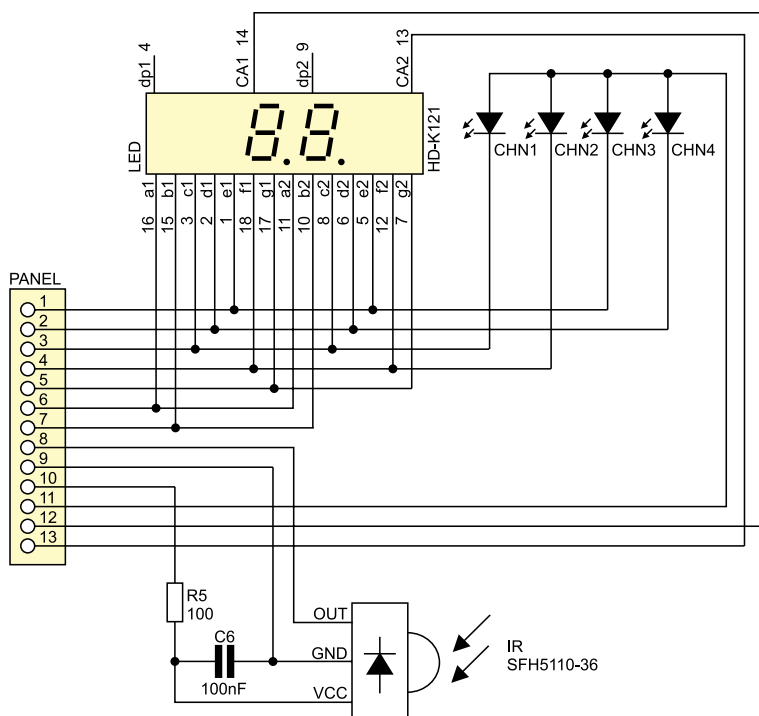 dp1 4
CA1 14
dp2 9
CA2 13
8.8.
LED
HD-K121
CHN1
CHN2
CHN3
CHN4
16 a1
15 b1
3 c1
2 d1
1 e1
18 f1
17 g1
11 a2
10 b2
8 c2
6 d2
5 e2
12 f2
7 g2
PANEL
1
2
3
4
5
6
7
8
9
10
11
12
13
R5
100
C6
100nF
OUT
GND
VCC
IR
SFH5110-36